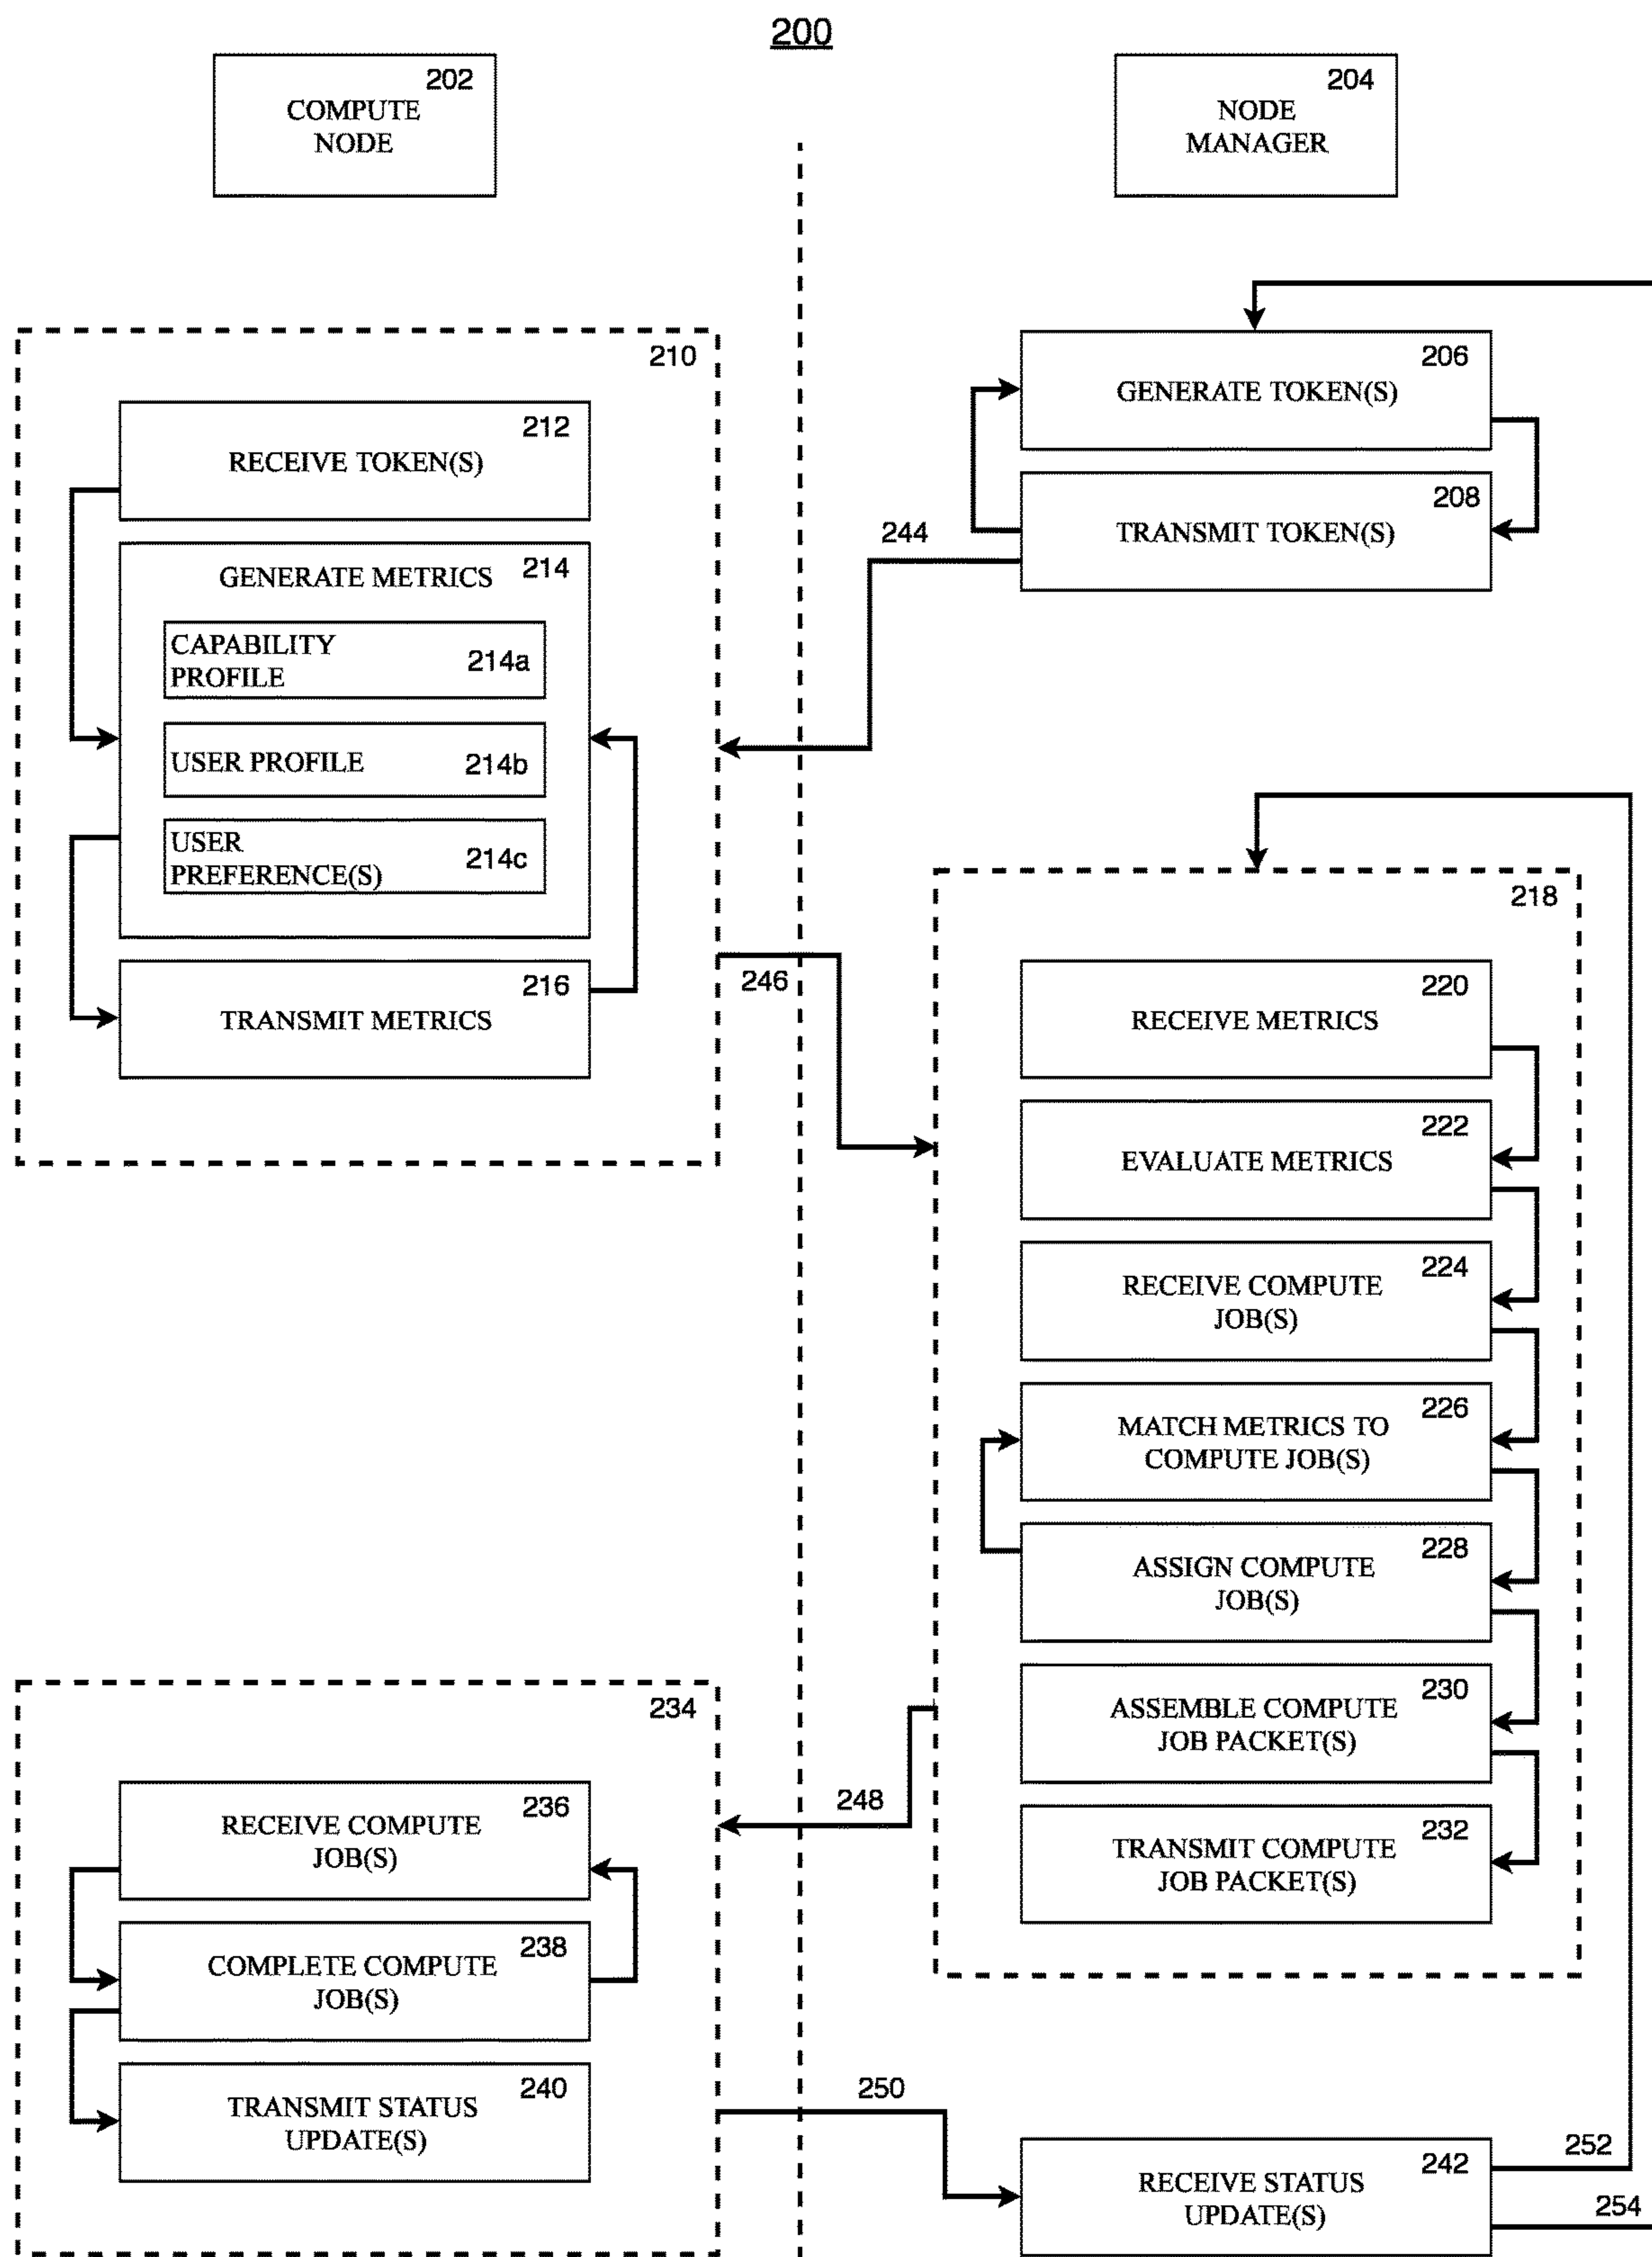 200
202
COMPUTE
NODE
204
NODE
MANAGER
206
GENERATE TOKEN(S)
208
TRANSMIT TOKEN(S)
244
210
212
RECEIVE TOKEN(S)
GENERATE METRICS
214
CAPABILITY
PROFILE
214a
USER PROFILE
214b
USER
PREFERENCE(S)
214c
216
TRANSMIT METRICS
246
218
220
RECEIVE METRICS
222
EVALUATE METRICS
224
RECEIVE COMPUTE
JOB(S)
226
MATCH METRICS TO
COMPUTE JOB(S)
228
ASSIGN COMPUTE
JOB(S)
230
ASSEMBLE COMPUTE
JOB PACKET(S)
232
TRANSMIT COMPUTE
JOB PACKET(S)
248
234
236
RECEIVE COMPUTE
JOB(S)
238
COMPLETE COMPUTE
JOB(S)
240
TRANSMIT STATUS
UPDATE(S)
250
242
RECEIVE STATUS
UPDATE(S)
252
254